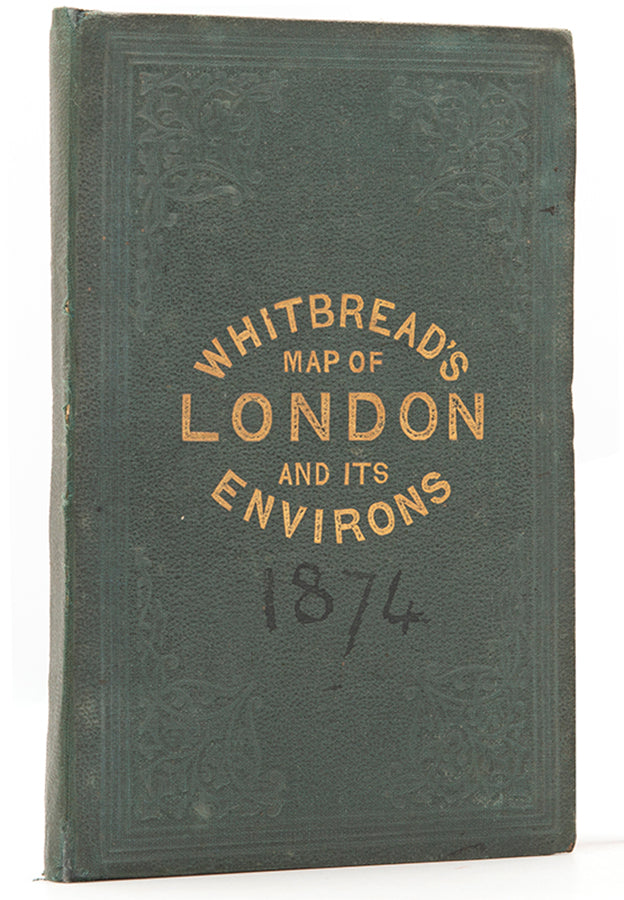 WHITBREAD'S
MAP OF
LONDON
AND ITS
ENVIRONS
1874